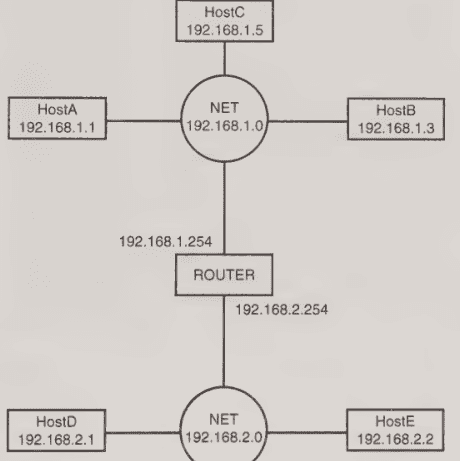 HostC
192.168.1.5
HostA
192.168.1.1
NET
192.168.1.0
HostB
192.168.1.3
192.168.1.254
ROUTER
192.168.2.254
HostD
192.168.2.1
NET
192.168.2.0
HostE
192.168.2.2